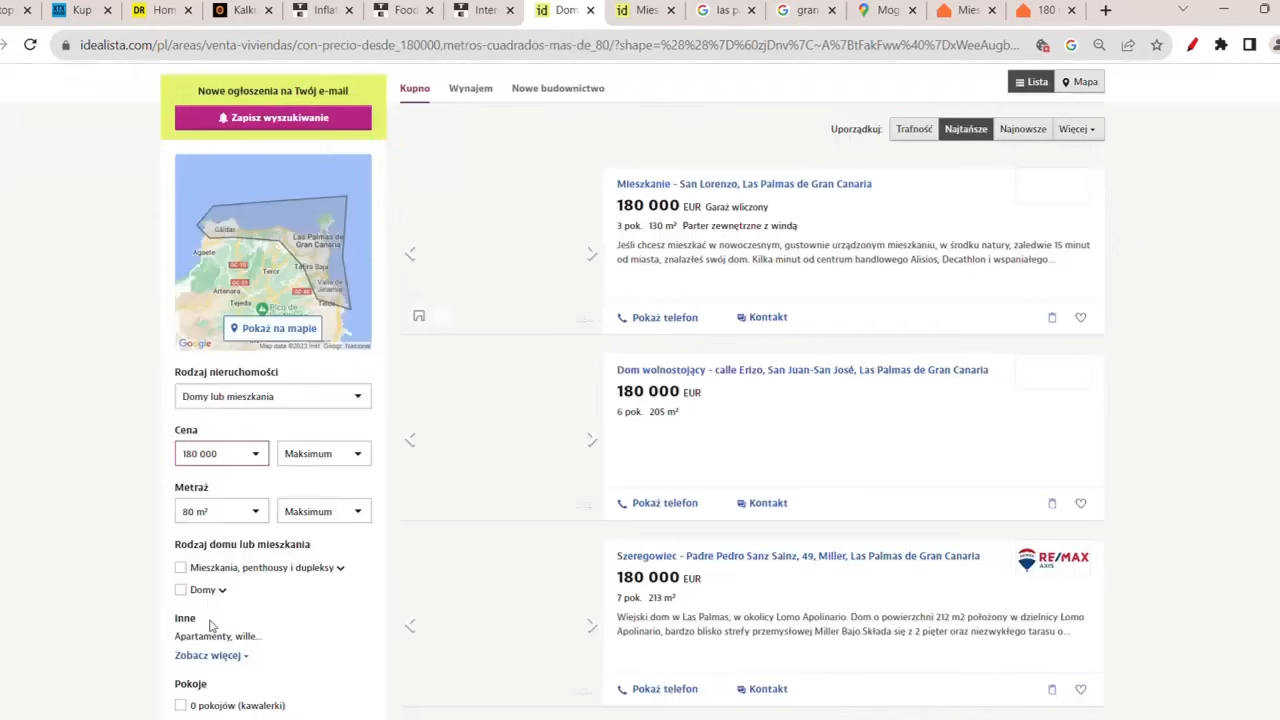 Kup
Hom
Kalk
Infla
Food
Inter
Dom
Mies
las p
gran
Mog
Mies
180
idealista.com/pl/areas/venta-viviendas/con-precio-desde_180000,metros-cuadrados-mas-de_80/?shape=%28%28%7D%60zjDnv%7C~A%7BtFakFww%40%7DxWeeAugb...
Nowe ogłoszenia na Twój e-mail
Zapisz wyszukiwanie
Kupno
Wynajem
Nowe budownictwo
Lista
Mapa
Uporządkuj:
Trafność
Najtańsze
Najnowsze
Więcej
Gáldar
Las Palmas de Gran Canaria
Agaete
Teror
Tafira Baja
Valle de Jinamar
Artenara
Tejeda
Telde
Pico de
Pokaż na mapie
Google
Map data ©2023 Inst. Geogr. Nacional
Rodzaj nieruchomości
Domy lub mieszkania
Cena
180 000
Maksimum
Metraż
80 m²
Maksimum
Rodzaj domu lub mieszkania
Mieszkania, penthousy i dupleksy
Domy
Inne
Apartamenty, wille...
Zobacz więcej
Pokoje
0 pokojów (kawalerki)
Mieszkanie - San Lorenzo, Las Palmas de Gran Canaria
180 000 EUR Garaż wliczony
3 pok. 130 m² Parter zewnętrzne z windą
Jeśli chcesz mieszkać w nowoczesnym, gustownie urządzonym mieszkaniu, w środku natury, zaledwie 15 minut
od miasta, znalazłeś swój dom. Kilka minut od centrum handlowego Alisios, Decathlon i wspaniałego...
Pokaż telefon
Kontakt
Dom wolnostojący - calle Erizo, San Juan-San José, Las Palmas de Gran Canaria
180 000 EUR
6 pok. 205 m²
Pokaż telefon
Kontakt
Szeregowiec - Padre Pedro Sanz Sainz, 49, Miller, Las Palmas de Gran Canaria
180 000 EUR
7 pok. 213 m²
RE/MAX
AXIS
Wiejski dom w Las Palmas, w okolicy Lomo Apolinario. Dom o powierzchni 212 m2 położony w dzielnicy Lomo
Apolinario, bardzo blisko strefy przemysłowej Miller Bajo.Składa się z 2 pięter oraz niezwykłego tarasu o...
Pokaż telefon
Kontakt